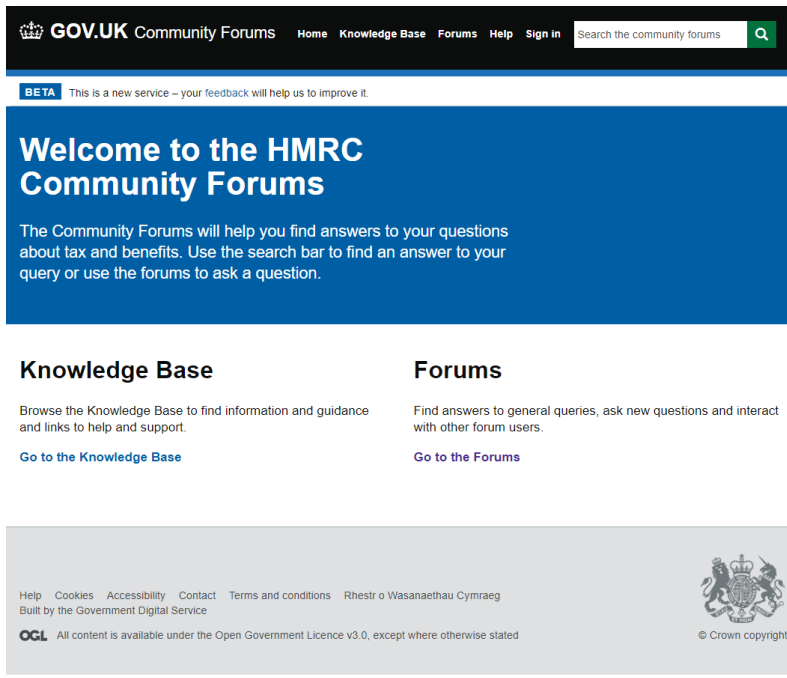 GOV.UK Community Forums Home Knowledge Base Forums Help Sign in Search the community forums
BETA This is a new service – your feedback will help us to improve it.
Welcome to the HMRC
Community Forums
The Community Forums will help you find answers to your questions
about tax and benefits. Use the search bar to find an answer to your
query or use the forums to ask a question.
Knowledge Base
Browse the Knowledge Base to find information and guidance
and links to help and support.
Go to the Knowledge Base
Forums
Find answers to general queries, ask new questions and interact
with other forum users.
Go to the Forums
Help Cookies Accessibility Contact Terms and conditions Rhestr o Wasanaethau Cymraeg
Built by the Government Digital Service
OGL All content is available under the Open Government Licence v3.0, except where otherwise stated
© Crown copyright